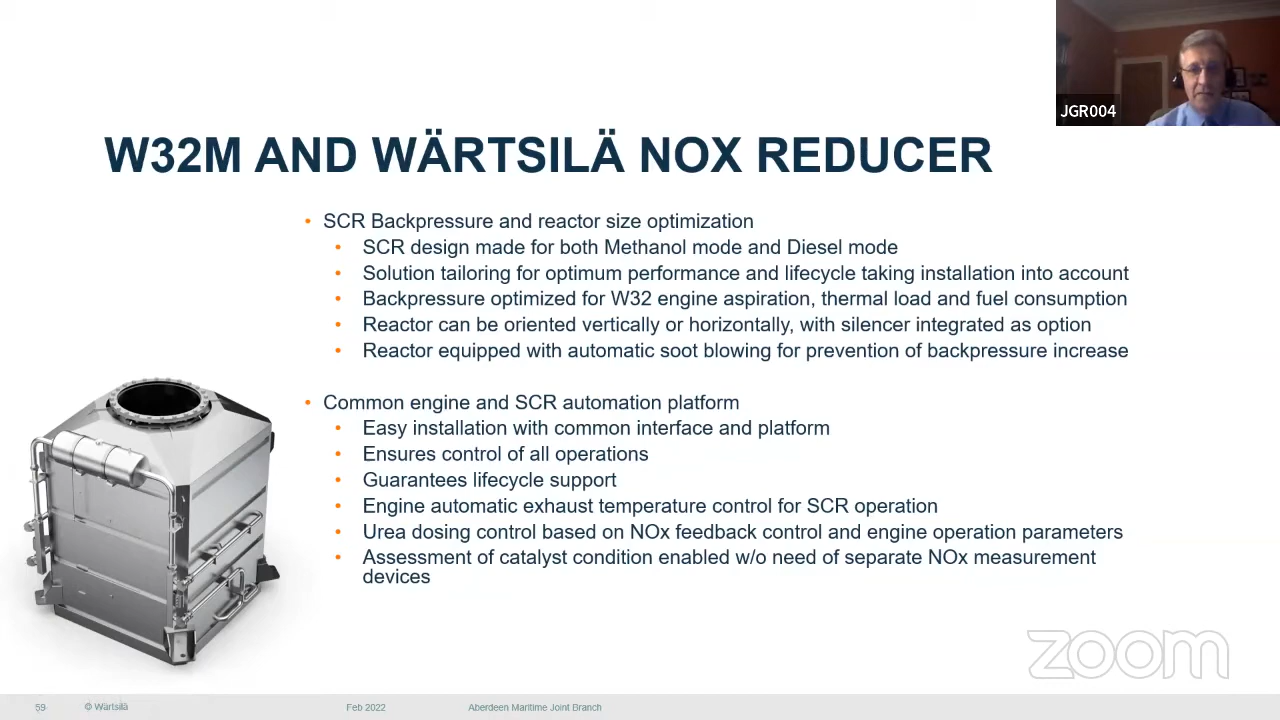 JGR004
W32M AND WÄRTSILÄ NOX REDUCER
• SCR Backpressure and reactor size optimization
• SCR design made for both Methanol mode and Diesel mode
• Solution tailoring for optimum performance and lifecycle taking installation into account
• Backpressure optimized for W32 engine aspiration, thermal load and fuel consumption
• Reactor can be oriented vertically or horizontally, with silencer integrated as option
• Reactor equipped with automatic soot blowing for prevention of backpressure increase
• Common engine and SCR automation platform
• Easy installation with common interface and platform
• Ensures control of all operations
• Guarantees lifecycle support
• Engine automatic exhaust temperature control for SCR operation
• Urea dosing control based on NOx feedback control and engine operation parameters
• Assessment of catalyst condition enabled w/o need of separate NOx measurement
devices
zoom
59 © Wärtsilä Feb 2022 Aberdeen Maritime Joint Branch